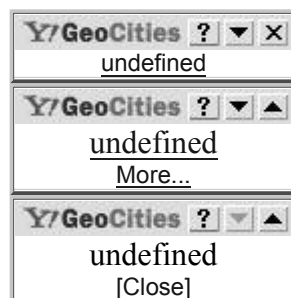 Y! GeoCities ?
undefined
Y! GeoCities ?
undefined
More...
Y! GeoCities ?
undefined
[Close]